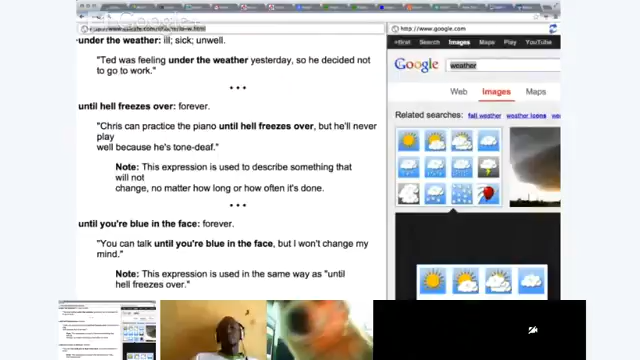 http://www.google.com
+First Search Images Maps Play YouTube
Google weather
Web Images Maps
Related searches: fall weather weather icons
under the weather: ill; sick; unwell.
"Ted was feeling under the weather yesterday, so he decided not
to go to work."
• • •
until hell freezes over: forever.
"Chris can practice the piano until hell freezes over, but he'll never
play
well because he's tone-deaf."
Note: This expression is used to describe something that
will not
change, no matter how long or how often it's done.
• • •
until you're blue in the face: forever.
"You can talk until you're blue in the face, but I won't change my
mind."
Note: This expression is used in the same way as "until
hell freezes over."